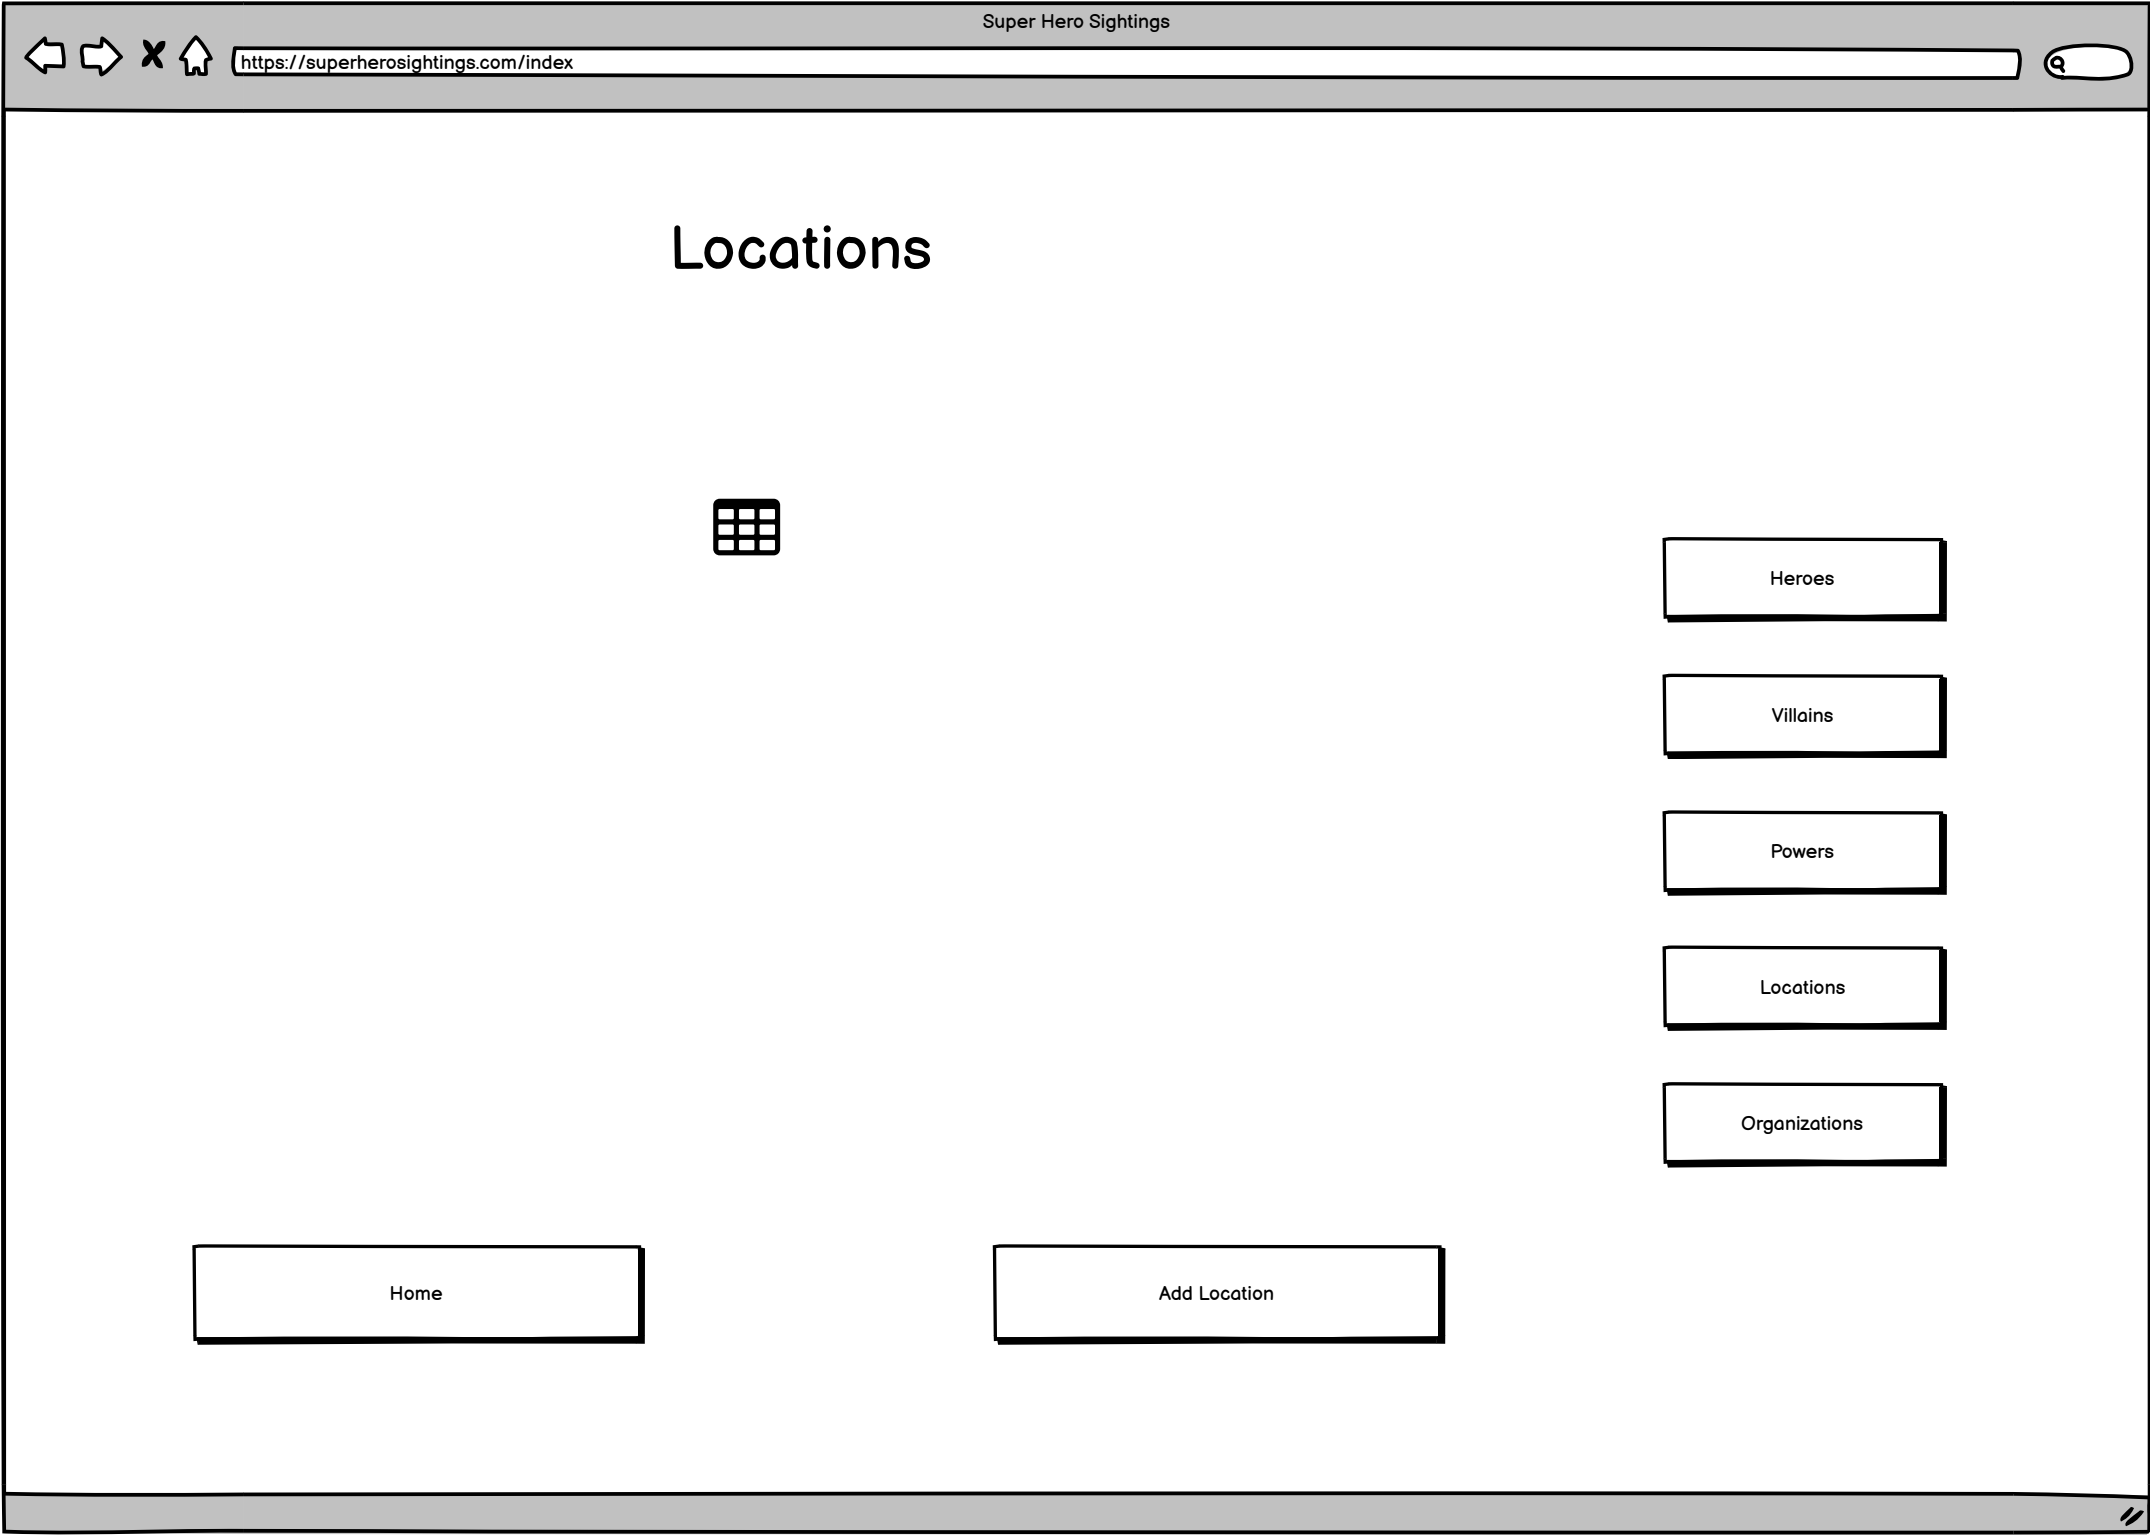 Super Hero Sightings
https://superherosightings.com/index
Locations
Heroes
Villains
Powers
Locations
Organizations
Home
Add Location